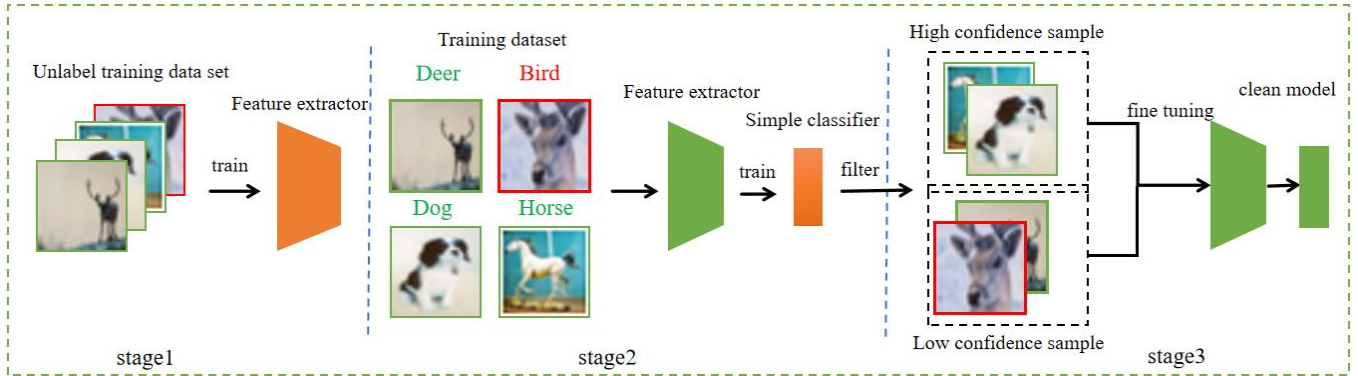 Unlabel training data set
Feature extractor
train
stage1
Training dataset
Deer
Bird
Dog
Horse
Feature extractor
train
Simple classifier
filter
stage2
High confidence sample
Low confidence sample
fine tuning
clean model
stage3